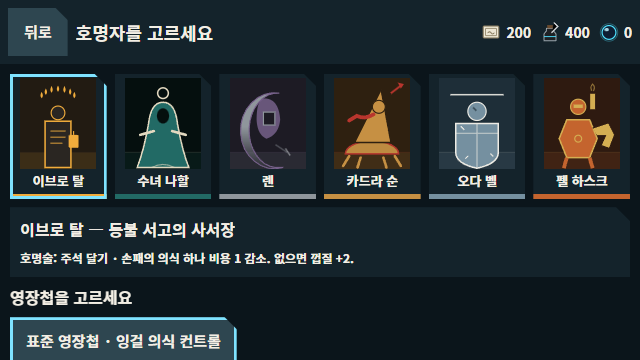 뒤로
호명자를 고르세요
200
400
0
이브로 탈
수녀 나할
렌
카드라 순
오다 벨
펠 하스크
이브로 탈 — 등불 서고의 사서장
호명술: 주석 달기 · 손패의 의식 하나 비용 1 감소. 없으면 껍질 +2.
영장첩을 고르세요
표준 영장첩 · 잉걸 의식 컨트롤